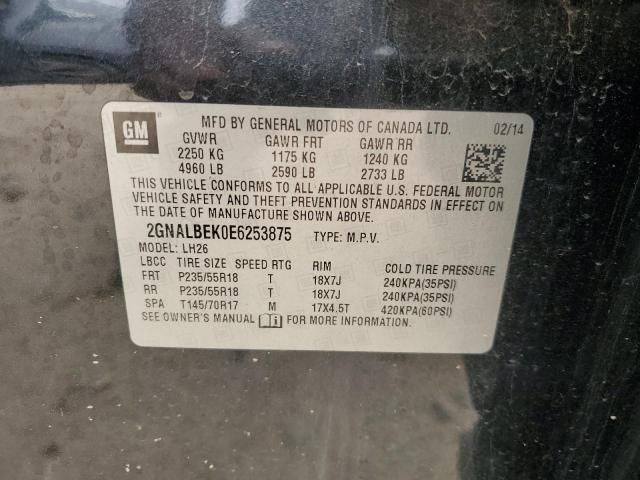 GM
MFD BY GENERAL MOTORS OF CANADA LTD. 02/14
GVWR GAWR FRT GAWR RR
2250 KG 1175 KG 1240 KG
4960 LB 2590 LB 2733 LB
THIS VEHICLE CONFORMS TO ALL APPLICABLE U.S. FEDERAL MOTOR
VEHICLE SAFETY AND THEFT PREVENTION STANDARDS IN EFFECT ON
THE DATE OF MANUFACTURE SHOWN ABOVE.
2GNALBEK0E6253875 TYPE: M.P.V.
MODEL: LH26
LBCC TIRE SIZE SPEED RTG RIM COLD TIRE PRESSURE
FRT P235/55R18 T 18X7J 240KPA(35PSI)
RR P235/55R18 T 18X7J 240KPA(35PSI)
SPA T145/70R17 M 17X4.5T 420KPA(60PSI)
SEE OWNER'S MANUAL FOR MORE INFORMATION.